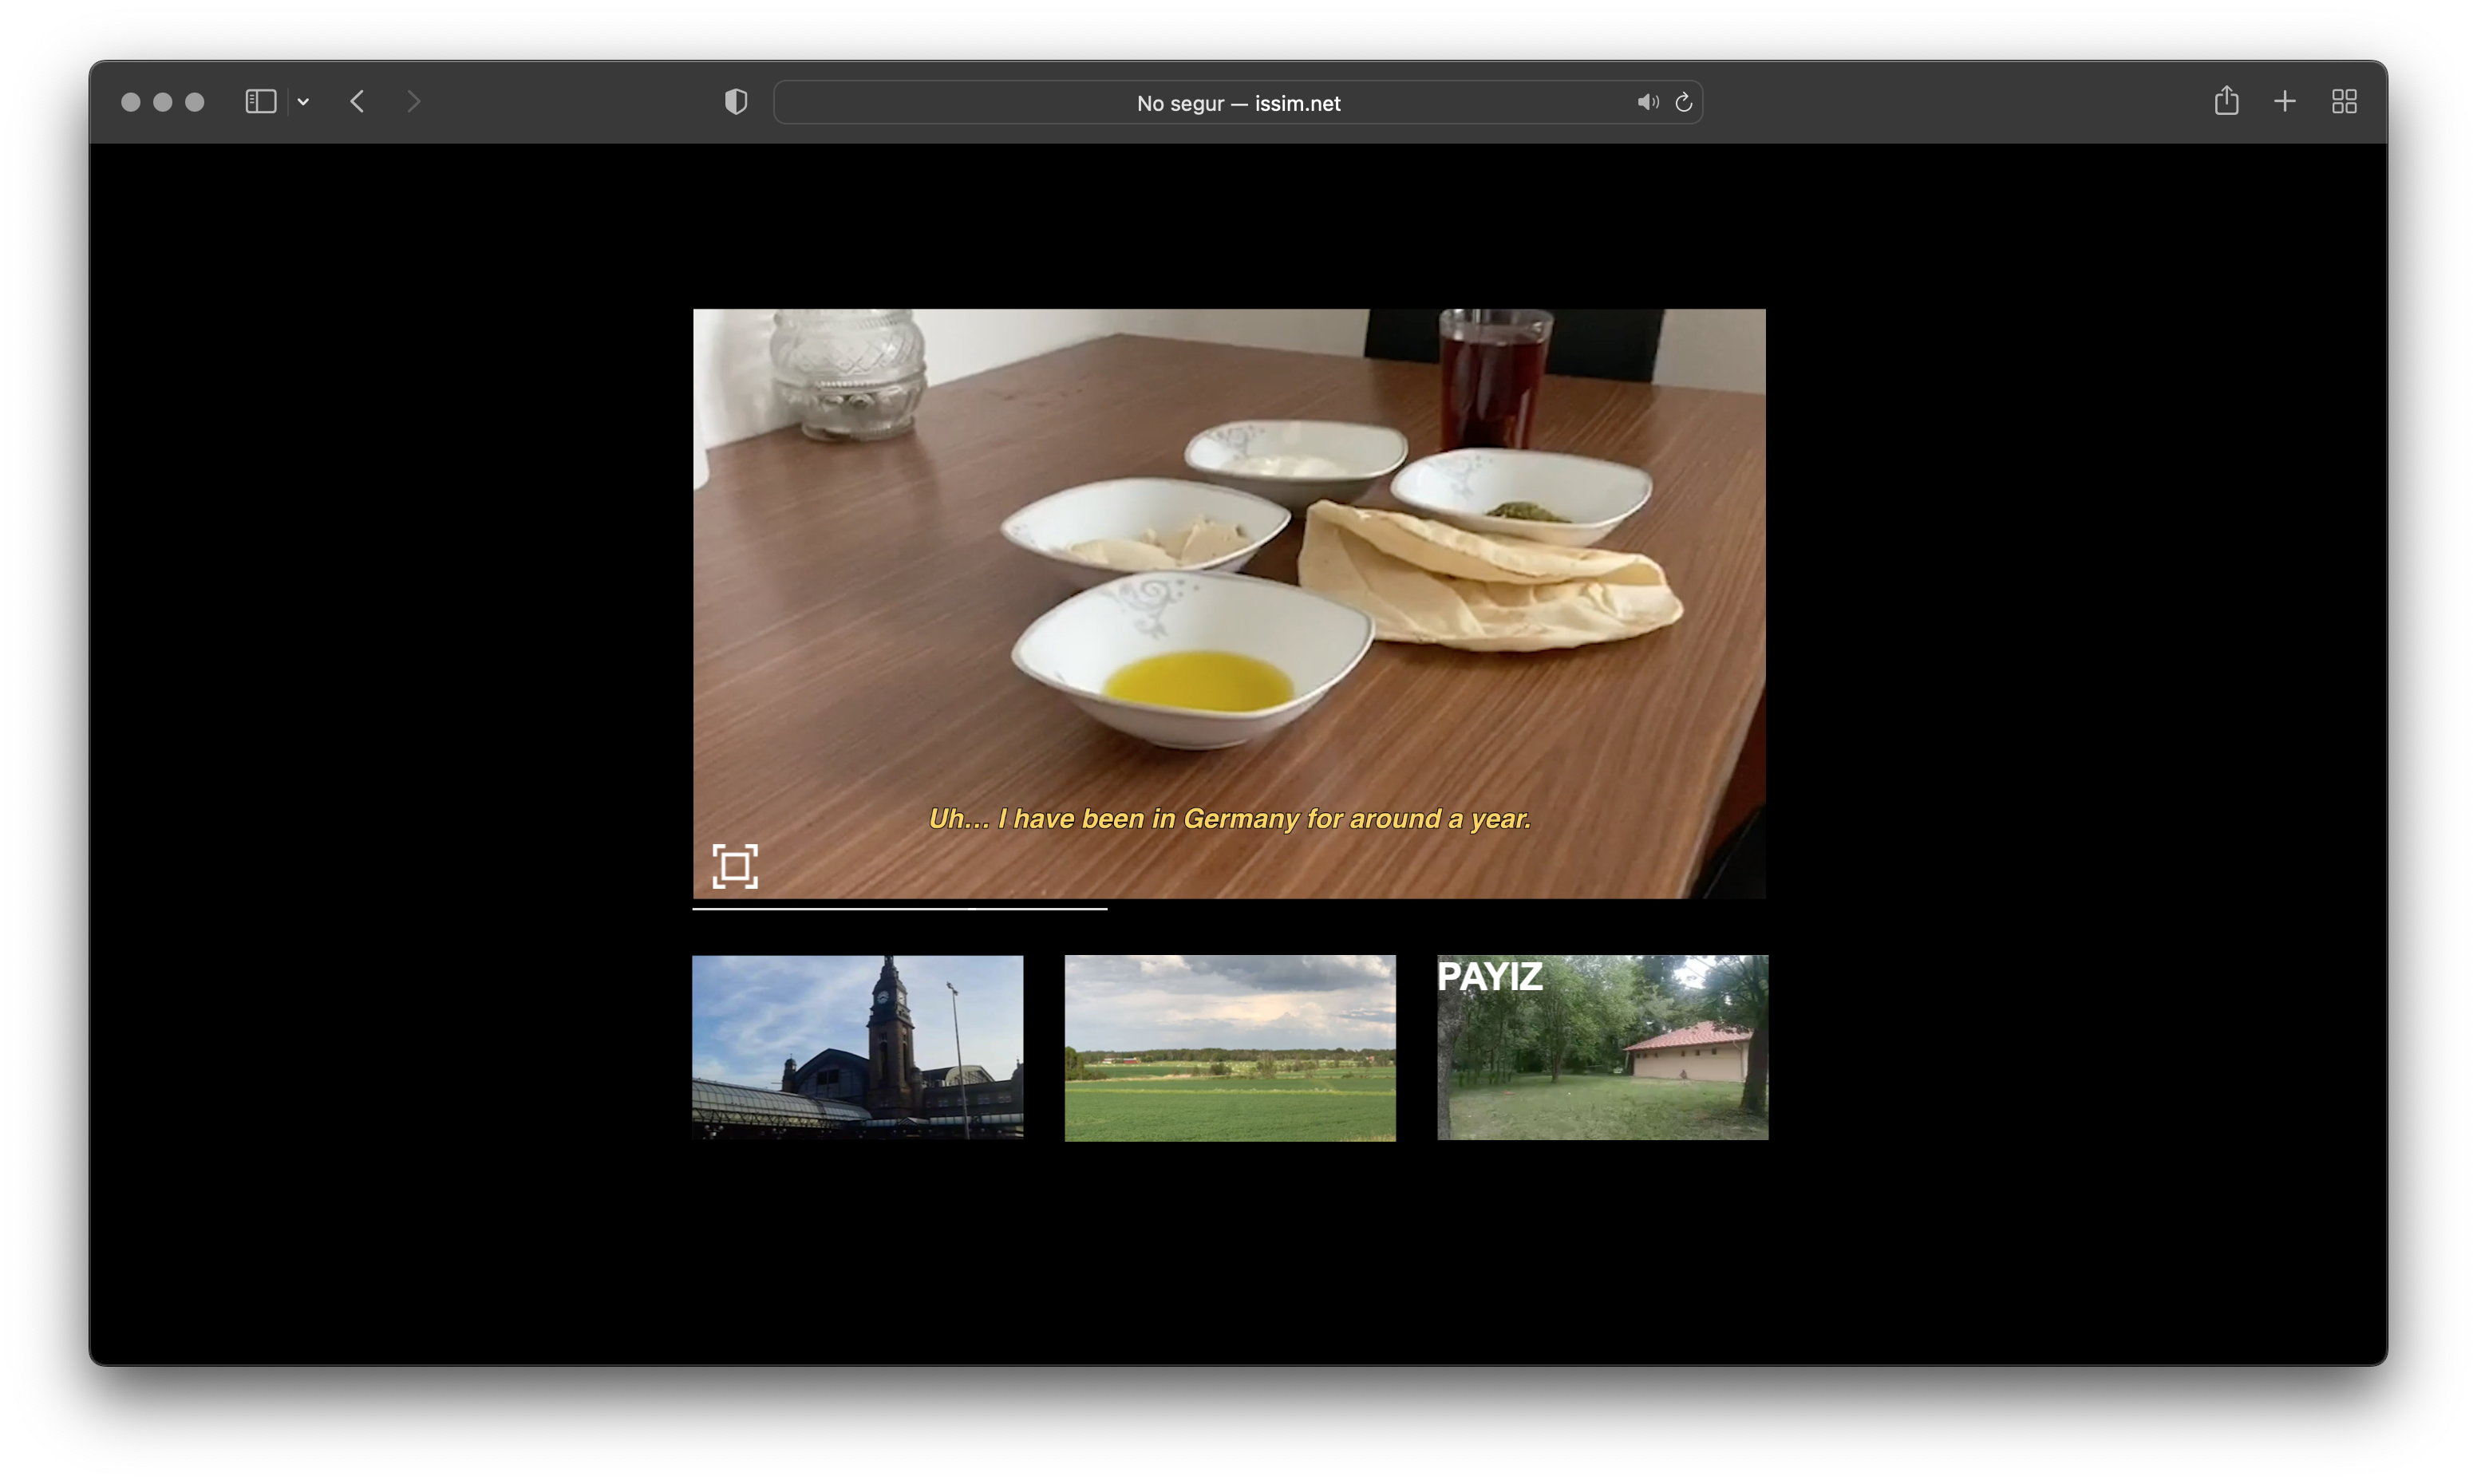 No segur — issim.net
Uh... I have been in Germany for around a year.
PAYIZ